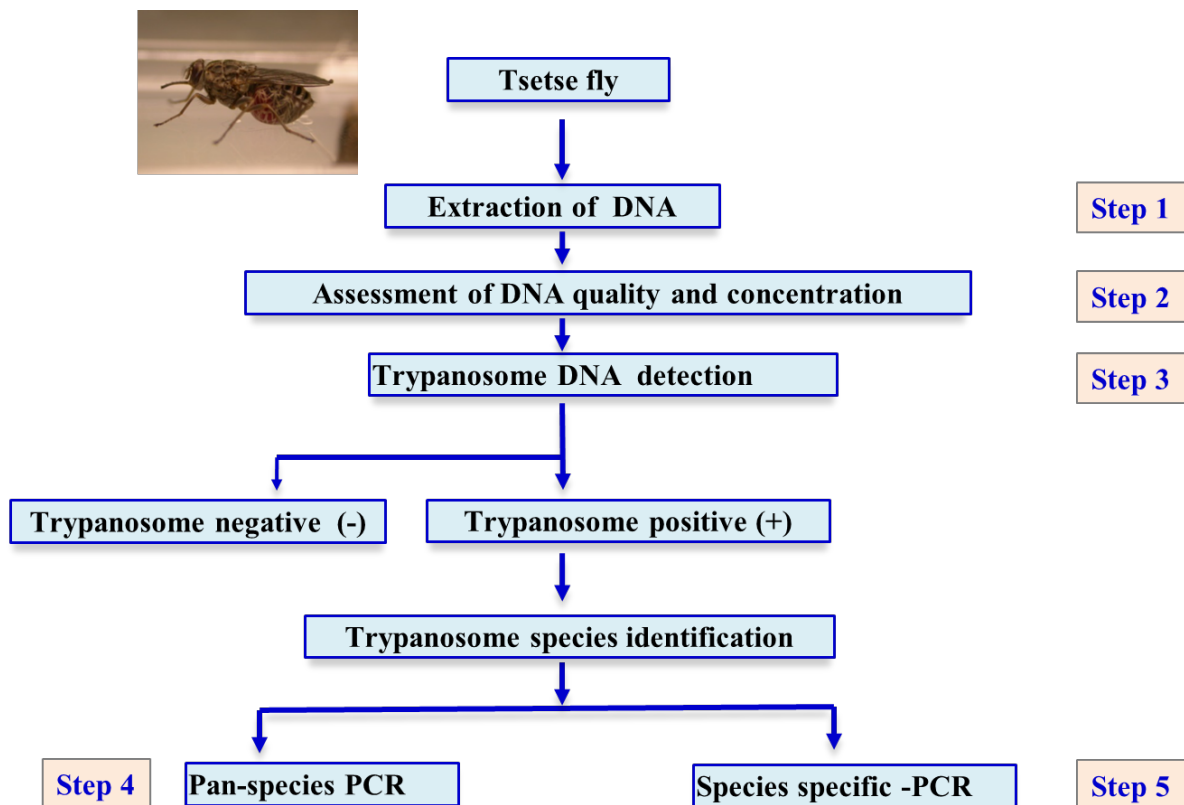 Tsetse fly
Extraction of DNA
Step 1
Assessment of DNA quality and concentration
Step 2
Trypanosome DNA detection
Step 3
Trypanosome negative (-)
Trypanosome positive (+)
Trypanosome species identification
Step 4
Pan-species PCR
Species specific -PCR
Step 5